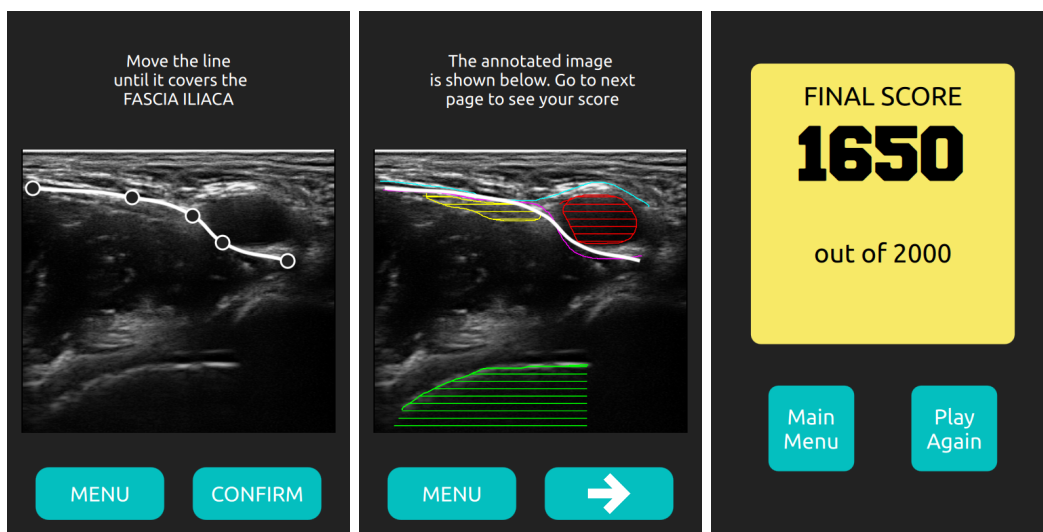 Move the line
until it covers the
FASCIA ILIACA
MENU
CONFIRM
The annotated image
is shown below. Go to next
page to see your score
MENU
FINAL SCORE
1650
out of 2000
Main
Menu
Play
Again